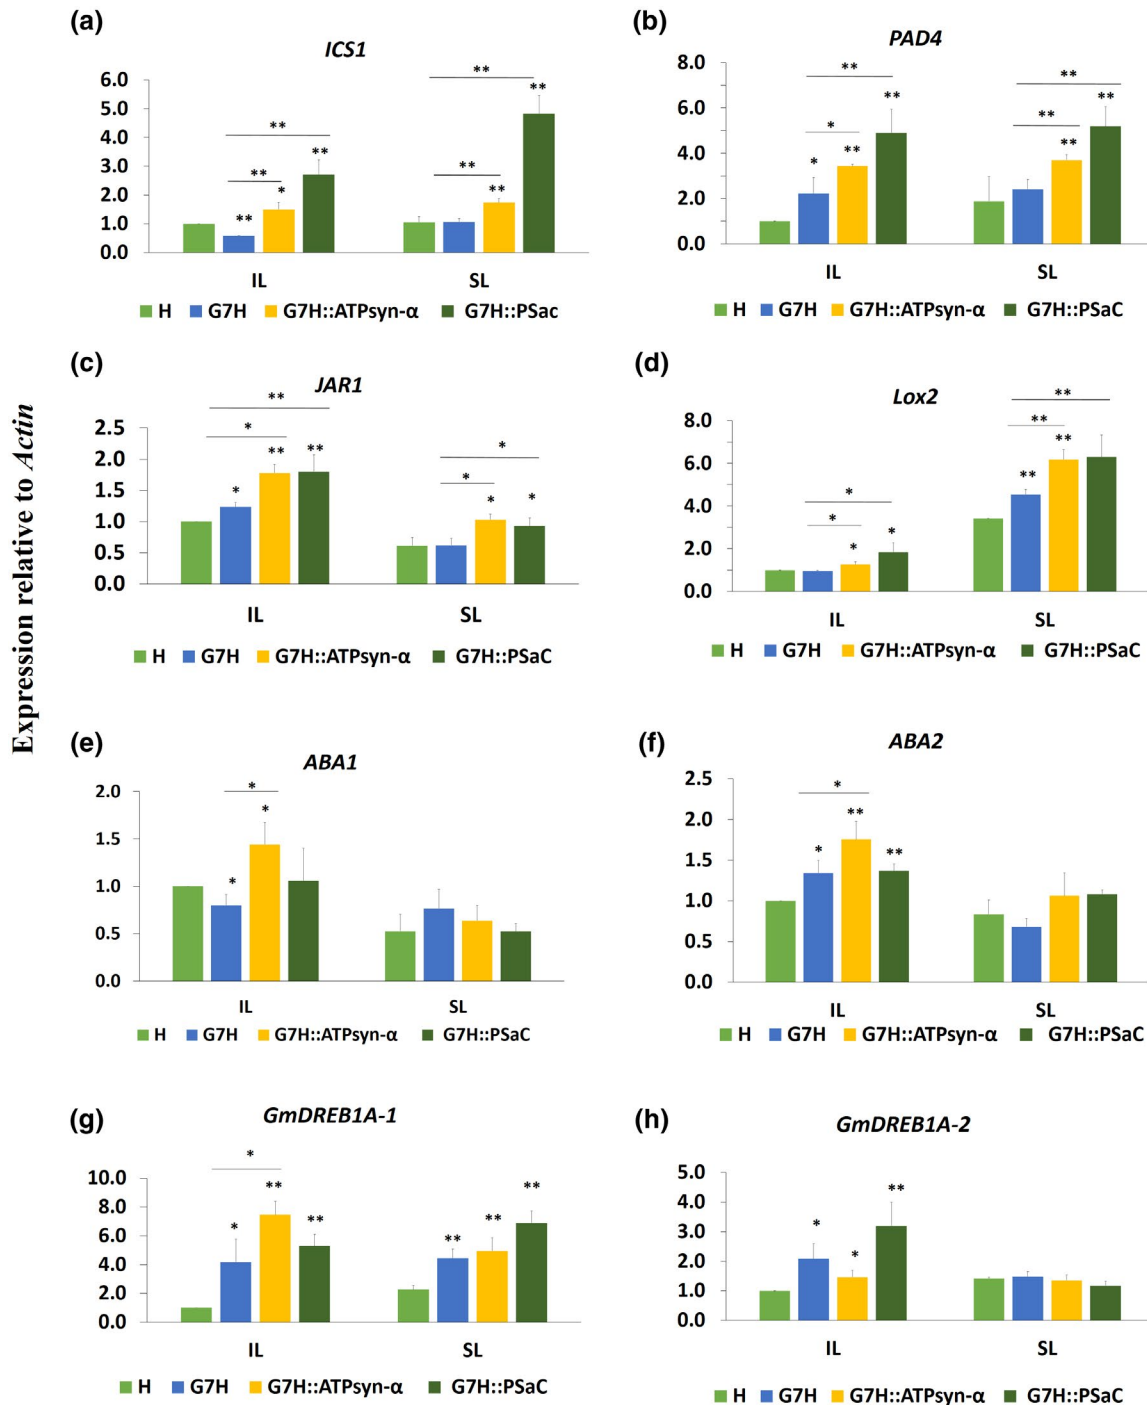 Expression relative to Actin
(a)
ICS1
6.0
5.0
4.0
3.0
2.0
1.0
0.0
** ** ** * ** **
** ** ** **
IL SL
H G7H G7H::ATPsyn-α G7H::PSac
(b)
PAD4
8.0
6.0
4.0
2.0
0.0
* * ** ** **
** ** ** **
IL SL
H G7H G7H::ATPsyn-α G7H::PSaC
(c)
JAR1
2.5
2.0
1.5
1.0
0.5
0.0
* * ** ** **
* * * *
IL SL
H G7H G7H::ATPsyn-α G7H::PSaC
(d)
Lox2
8.0
6.0
4.0
2.0
0.0
* * * *
** ** ** **
IL SL
H G7H G7H::ATPsyn-α G7H::PSaC
(e)
ABA1
2.0
1.5
1.0
0.5
0.0
* * *
IL SL
H G7H G7H::ATPsyn-α G7H::PSaC
(f)
ABA2
2.5
2.0
1.5
1.0
0.5
0.0
* * ** **
IL SL
H G7H G7H::ATPsyn-α G7H::PSaC
(g)
GmDREB1A-1
10.0
8.0
6.0
4.0
2.0
0.0
* * ** **
** ** **
IL SL
H G7H G7H::ATPsyn-α G7H::PSaC
(h)
GmDREB1A-2
5.0
4.0
3.0
2.0
1.0
0.0
* * **
IL SL
H G7H G7H::ATPsyn-α G7H::PSaC